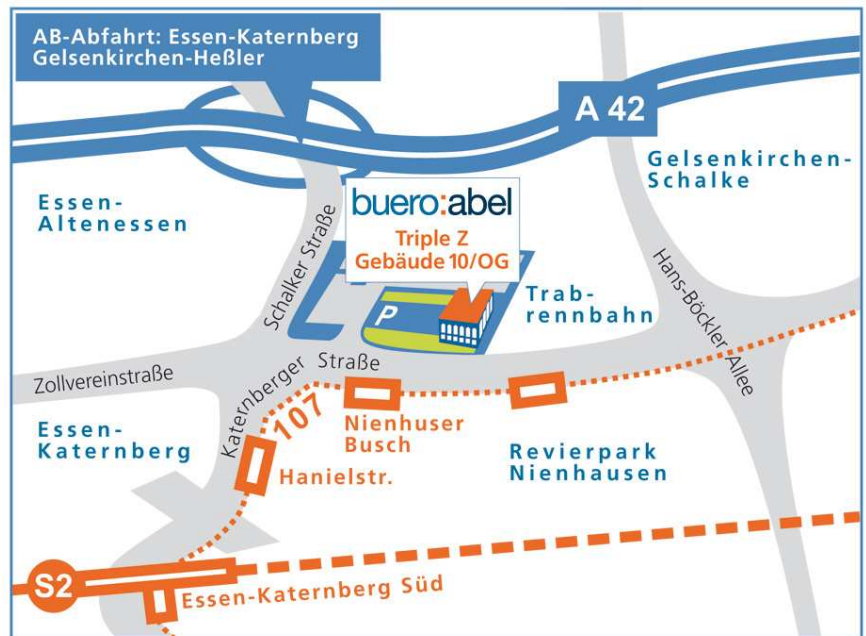 AB-Abfahrt: Essen-Katernberg
Gelsenkirchen-Heßler
A 42
Gelsenkirchen-
Schalke
Essen-
Altenessen
buero:abel
Triple Z
Gebäude 10/OG
Schalker Straße
P
Trab-
rennbahn
Hans-Böckler-Allee
Zollvereinstraße
Katernberger Straße
107
Nienhuser
Busch
Essen-
Katernberg
Revierpark
Nienhausen
Hanielstr.
S2
Essen-Katernberg Süd